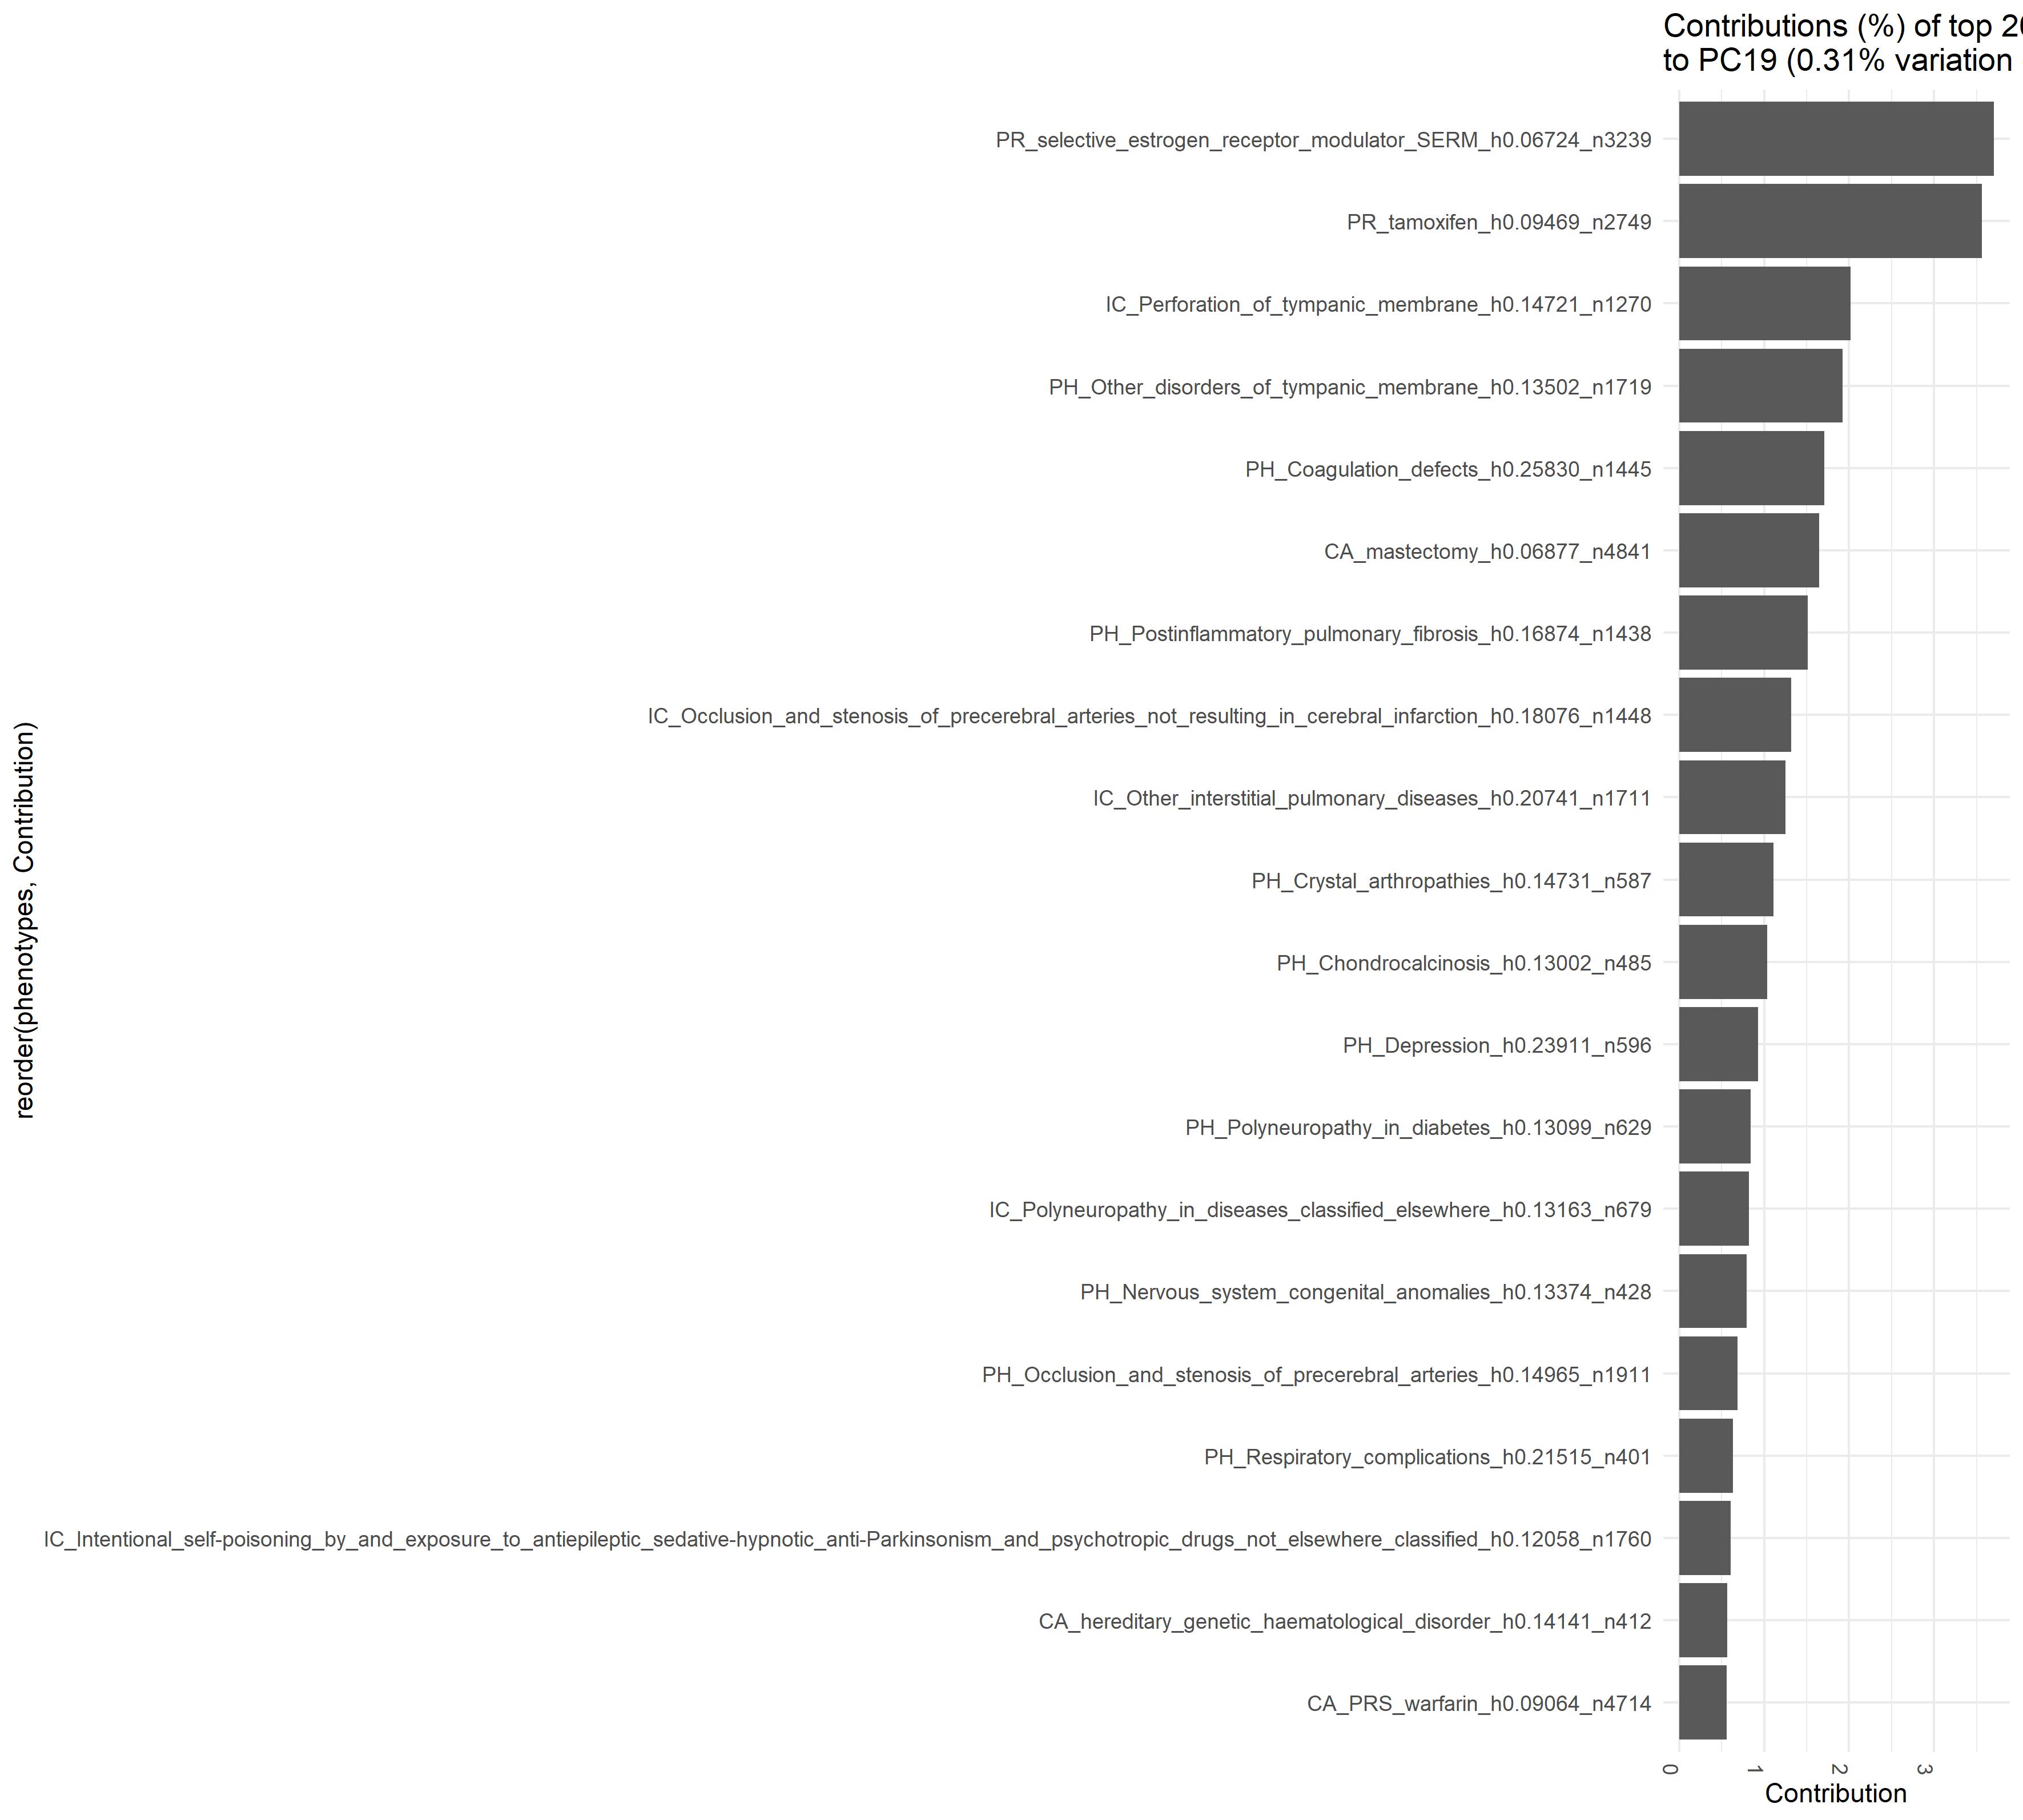 Contributions (%) of top 20
to PC19 (0.31% variation
reorder(phenotypes, Contribution)
PR_selective_estrogen_receptor_modulator_SERM_h0.06724_n3239
PR_tamoxifen_h0.09469_n2749
IC_Perforation_of_tympanic_membrane_h0.14721_n1270
PH_Other_disorders_of_tympanic_membrane_h0.13502_n1719
PH_Coagulation_defects_h0.25830_n1445
CA_mastectomy_h0.06877_n4841
PH_Postinflammatory_pulmonary_fibrosis_h0.16874_n1438
IC_Occlusion_and_stenosis_of_precerebral_arteries_not_resulting_in_cerebral_infarction_h0.18076_n1448
IC_Other_interstitial_pulmonary_diseases_h0.20741_n1711
PH_Crystal_arthropathies_h0.14731_n587
PH_Chondrocalcinosis_h0.13002_n485
PH_Depression_h0.23911_n596
PH_Polyneuropathy_in_diabetes_h0.13099_n629
IC_Polyneuropathy_in_diseases_classified_elsewhere_h0.13163_n679
PH_Nervous_system_congenital_anomalies_h0.13374_n428
PH_Occlusion_and_stenosis_of_precerebral_arteries_h0.14965_n1911
PH_Respiratory_complications_h0.21515_n401
IC_Intentional_self-poisoning_by_and_exposure_to_antiepileptic_sedative-hypnotic_anti-Parkinsonism_and_psychotropic_drugs_not_elsewhere_classified_h0.12058_n1760
CA_hereditary_genetic_haematological_disorder_h0.14141_n412
CA_PRS_warfarin_h0.09064_n4714
0 1 2 3
Contribution